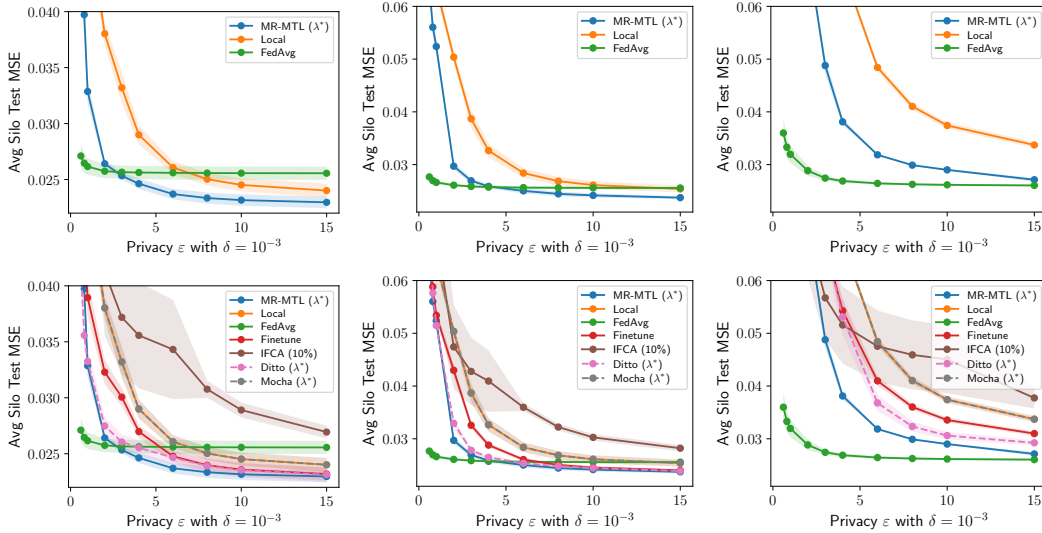 0.040
0.035
0.030
0.025
5
10
15
Avg Silo Test MSE
Privacy ε with δ = 10⁻³
MR-MTL (λ*)
Local
FedAvg
0.06
0.05
0.04
0.03
5
10
15
Avg Silo Test MSE
Privacy ε with δ = 10⁻³
MR-MTL (λ*)
Local
FedAvg
0.06
0.05
0.04
0.03
5
10
15
Avg Silo Test MSE
Privacy ε with δ = 10⁻³
MR-MTL (λ*)
Local
FedAvg
0.040
0.035
0.030
0.025
5
10
15
Avg Silo Test MSE
Privacy ε with δ = 10⁻³
MR-MTL (λ*)
Local
FedAvg
Finetune
IFCA (10%)
Ditto (λ*)
Mocha (λ*)
0.06
0.05
0.04
0.03
5
10
15
Avg Silo Test MSE
Privacy ε with δ = 10⁻³
MR-MTL (λ*)
Local
FedAvg
Finetune
IFCA (10%)
Ditto (λ*)
Mocha (λ*)
0.06
0.05
0.04
0.03
5
10
15
Avg Silo Test MSE
Privacy ε with δ = 10⁻³
MR-MTL (λ*)
Local
FedAvg
Finetune
IFCA (10%)
Ditto (λ*)
Mocha (λ*)